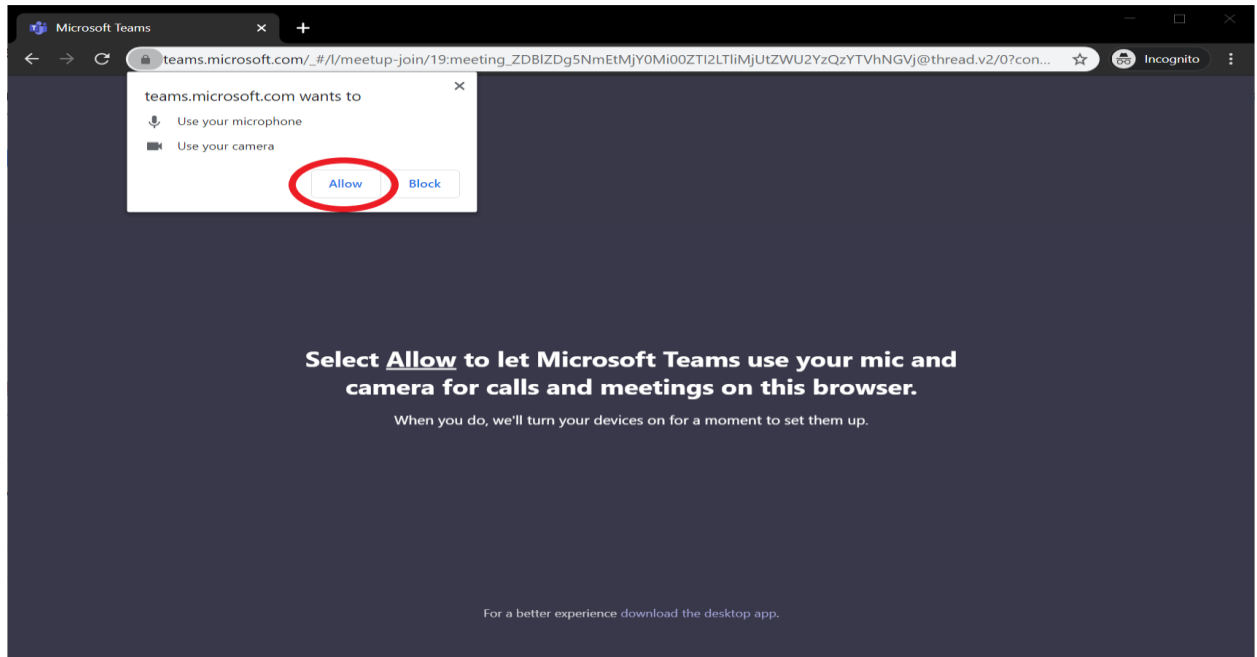 Microsoft Teams
teams.microsoft.com/_#/l/meetup-join/19:meeting_ZDBlZDg5NmEtMjY0Mi00ZTI2LTliMjUtZWU2YzQzYTVhNGVj@thread.v2/0?con...
Incognito
teams.microsoft.com wants to
Use your microphone
Use your camera
Allow
Block
Select Allow to let Microsoft Teams use your mic and
camera for calls and meetings on this browser.
When you do, we'll turn your devices on for a moment to set them up.
For a better experience download the desktop app.